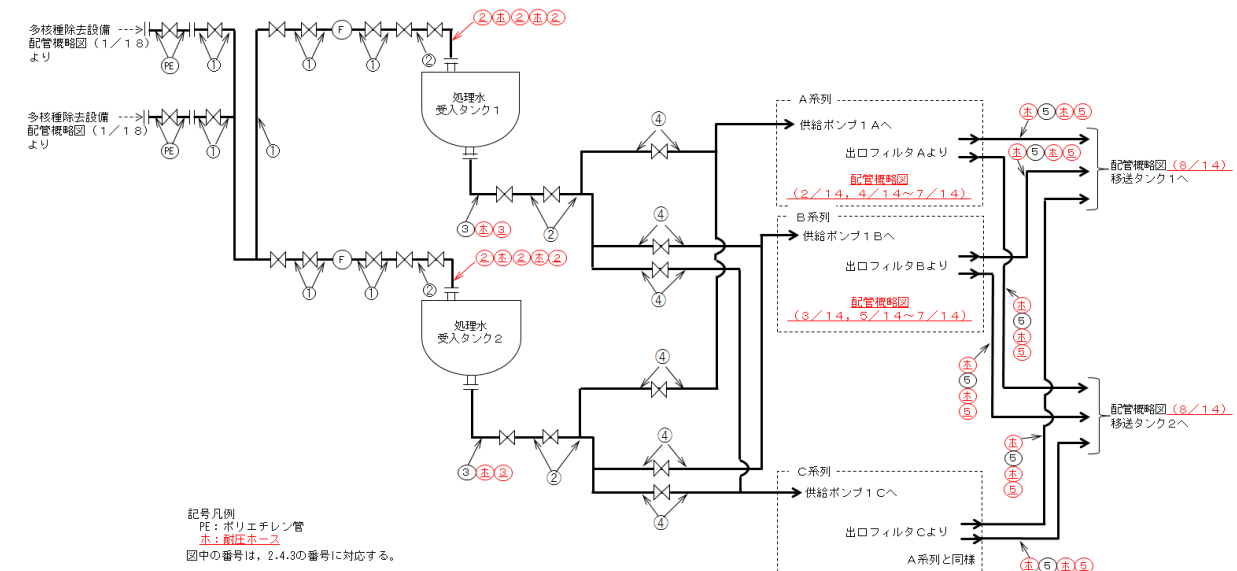 多核種除去設備
配管概略図(1/18)
より
PE
①
F
①
①
②
②ホ②ホ②
処理水
受入タンク1
多核種除去設備
配管概略図(1/18)
より
PE
①
①
③ホ③
②
④
④
④
A系列
供給ポンプ1Aへ
出口フィルタAより
配管概略図
(2/14,4/14~7/14)
ホ⑤ホ⑤
ホ⑤ホ⑤
配管概略図(8/14)
移送タンク1へ
B系列
供給ポンプ1Bへ
出口フィルタBより
配管概略図
(3/14,5/14~7/14)
F
①
①
②
②ホ②ホ②
処理水
受入タンク2
③ホ③
②
④
④
④
ホ
⑤
ホ
⑤
ホ
⑤
ホ
⑤
配管概略図(8/14)
移送タンク2へ
ホ
⑤
ホ
⑤
C系列
供給ポンプ1Cへ
出口フィルタCより
A系列と同様
ホ⑤ホ⑤
記号凡例
PE:ポリエチレン管
ホ:耐圧ホース
図中の番号は,2.4.3の番号に対応する。